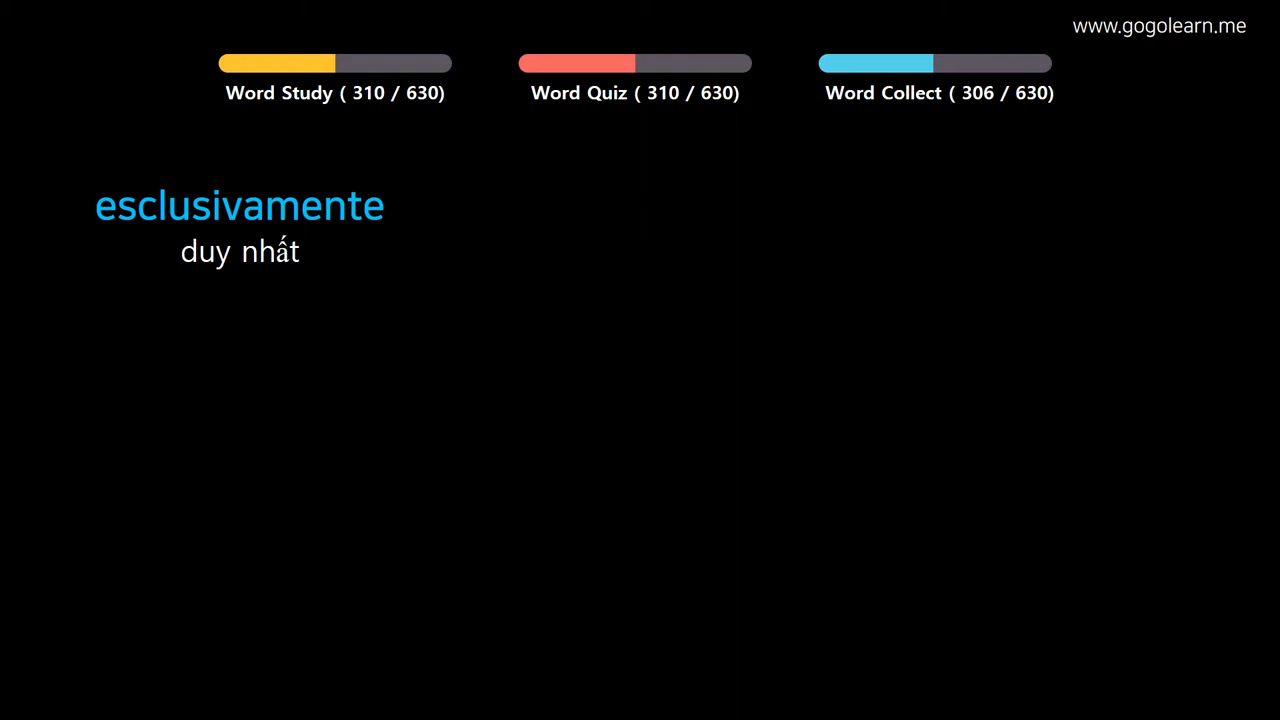 www.gogolearn.me
Word Study ( 310 / 630)
Word Quiz ( 310 / 630)
Word Collect ( 306 / 630)
esclusivamente
duy nhất